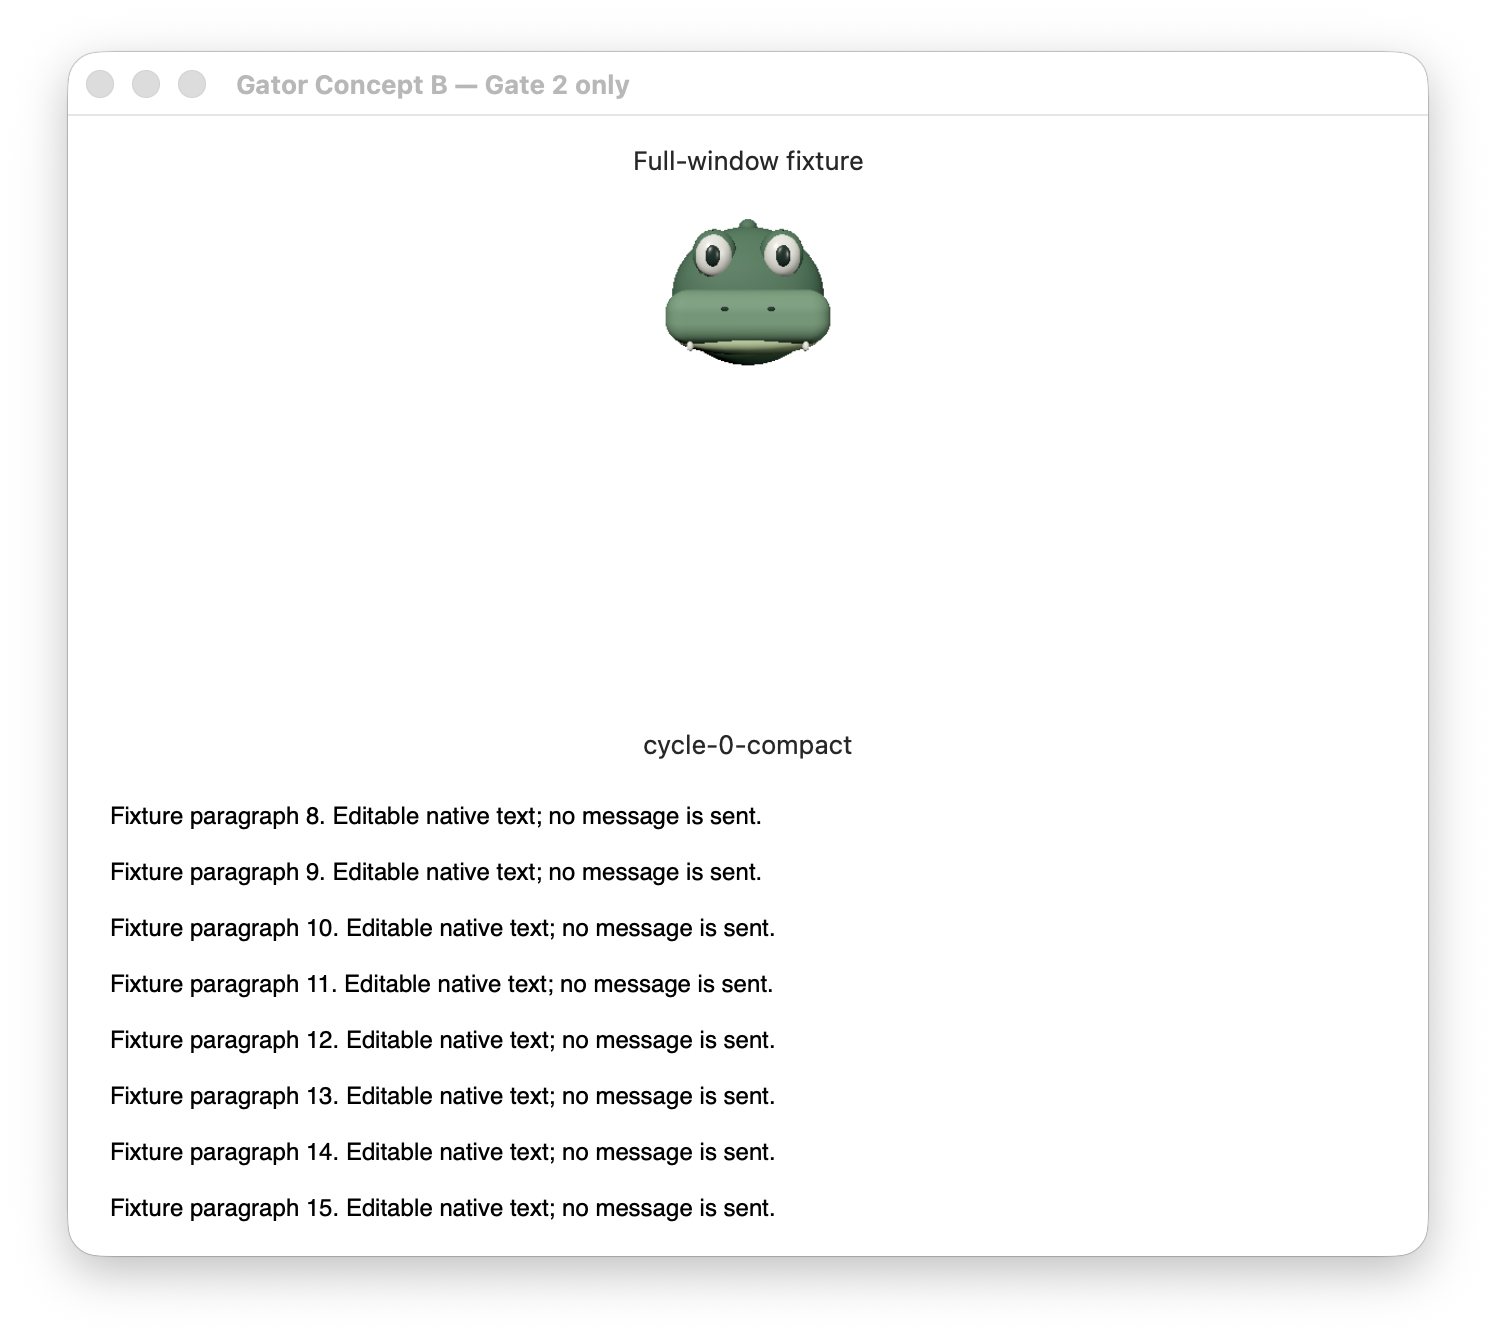 Gator Concept B — Gate 2 only
Full-window fixture
cycle-0-compact
Fixture paragraph 8. Editable native text; no message is sent.
Fixture paragraph 9. Editable native text; no message is sent.
Fixture paragraph 10. Editable native text; no message is sent.
Fixture paragraph 11. Editable native text; no message is sent.
Fixture paragraph 12. Editable native text; no message is sent.
Fixture paragraph 13. Editable native text; no message is sent.
Fixture paragraph 14. Editable native text; no message is sent.
Fixture paragraph 15. Editable native text; no message is sent.